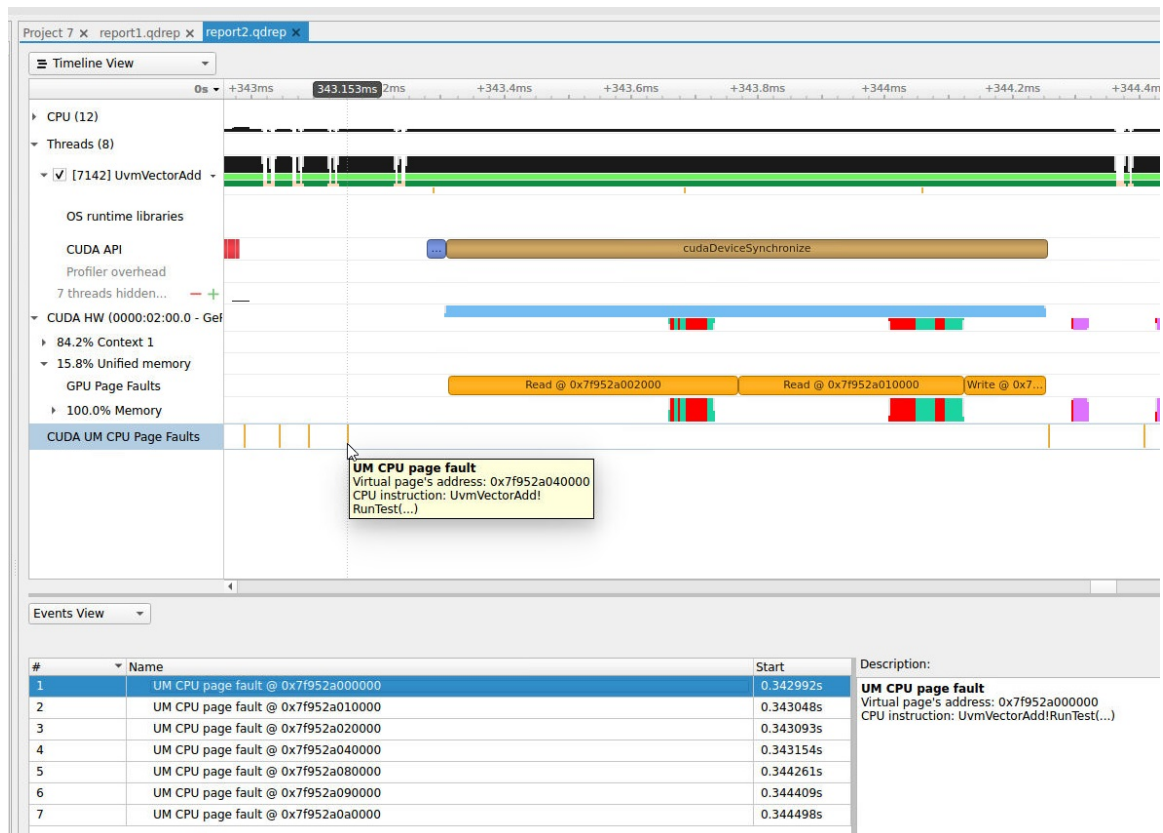 Project 7 × report1.qdrep × report2.qdrep ×
Timeline View
0s +343ms 343.153ms 2ms +343.4ms +343.6ms +343.8ms +344ms +344.2ms +344.4m
CPU (12)
Threads (8)
[7142] UvmVectorAdd
OS runtime libraries
CUDA API ... cudaDeviceSynchronize
Profiler overhead
7 threads hidden... − +
CUDA HW (0000:02:00.0 - GeF
84.2% Context 1
15.8% Unified memory
GPU Page Faults Read @ 0x7f952a002000 Read @ 0x7f952a010000 Write @ 0x7...
100.0% Memory
CUDA UM CPU Page Faults
UM CPU page fault
Virtual page's address: 0x7f952a040000
CPU instruction: UvmVectorAdd!
RunTest(...)
Events View
# Name Start Description:
1 UM CPU page fault @ 0x7f952a000000 0.342992s
2 UM CPU page fault @ 0x7f952a010000 0.343048s
3 UM CPU page fault @ 0x7f952a020000 0.343093s
4 UM CPU page fault @ 0x7f952a040000 0.343154s
5 UM CPU page fault @ 0x7f952a080000 0.344261s
6 UM CPU page fault @ 0x7f952a090000 0.344409s
7 UM CPU page fault @ 0x7f952a0a0000 0.344498s
UM CPU page fault
Virtual page's address: 0x7f952a000000
CPU instruction: UvmVectorAdd!RunTest(...)